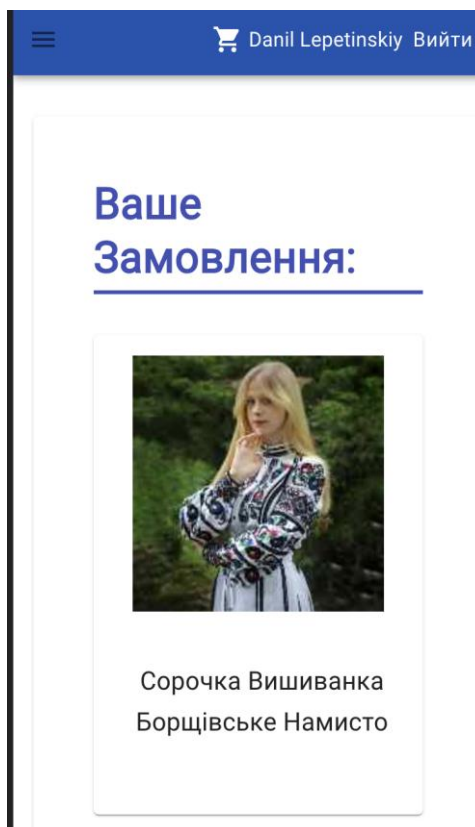 Danil Lepetinskiy Вийти
Ваше
Замовлення:
Сорочка Вишиванка
Борщівське Намисто